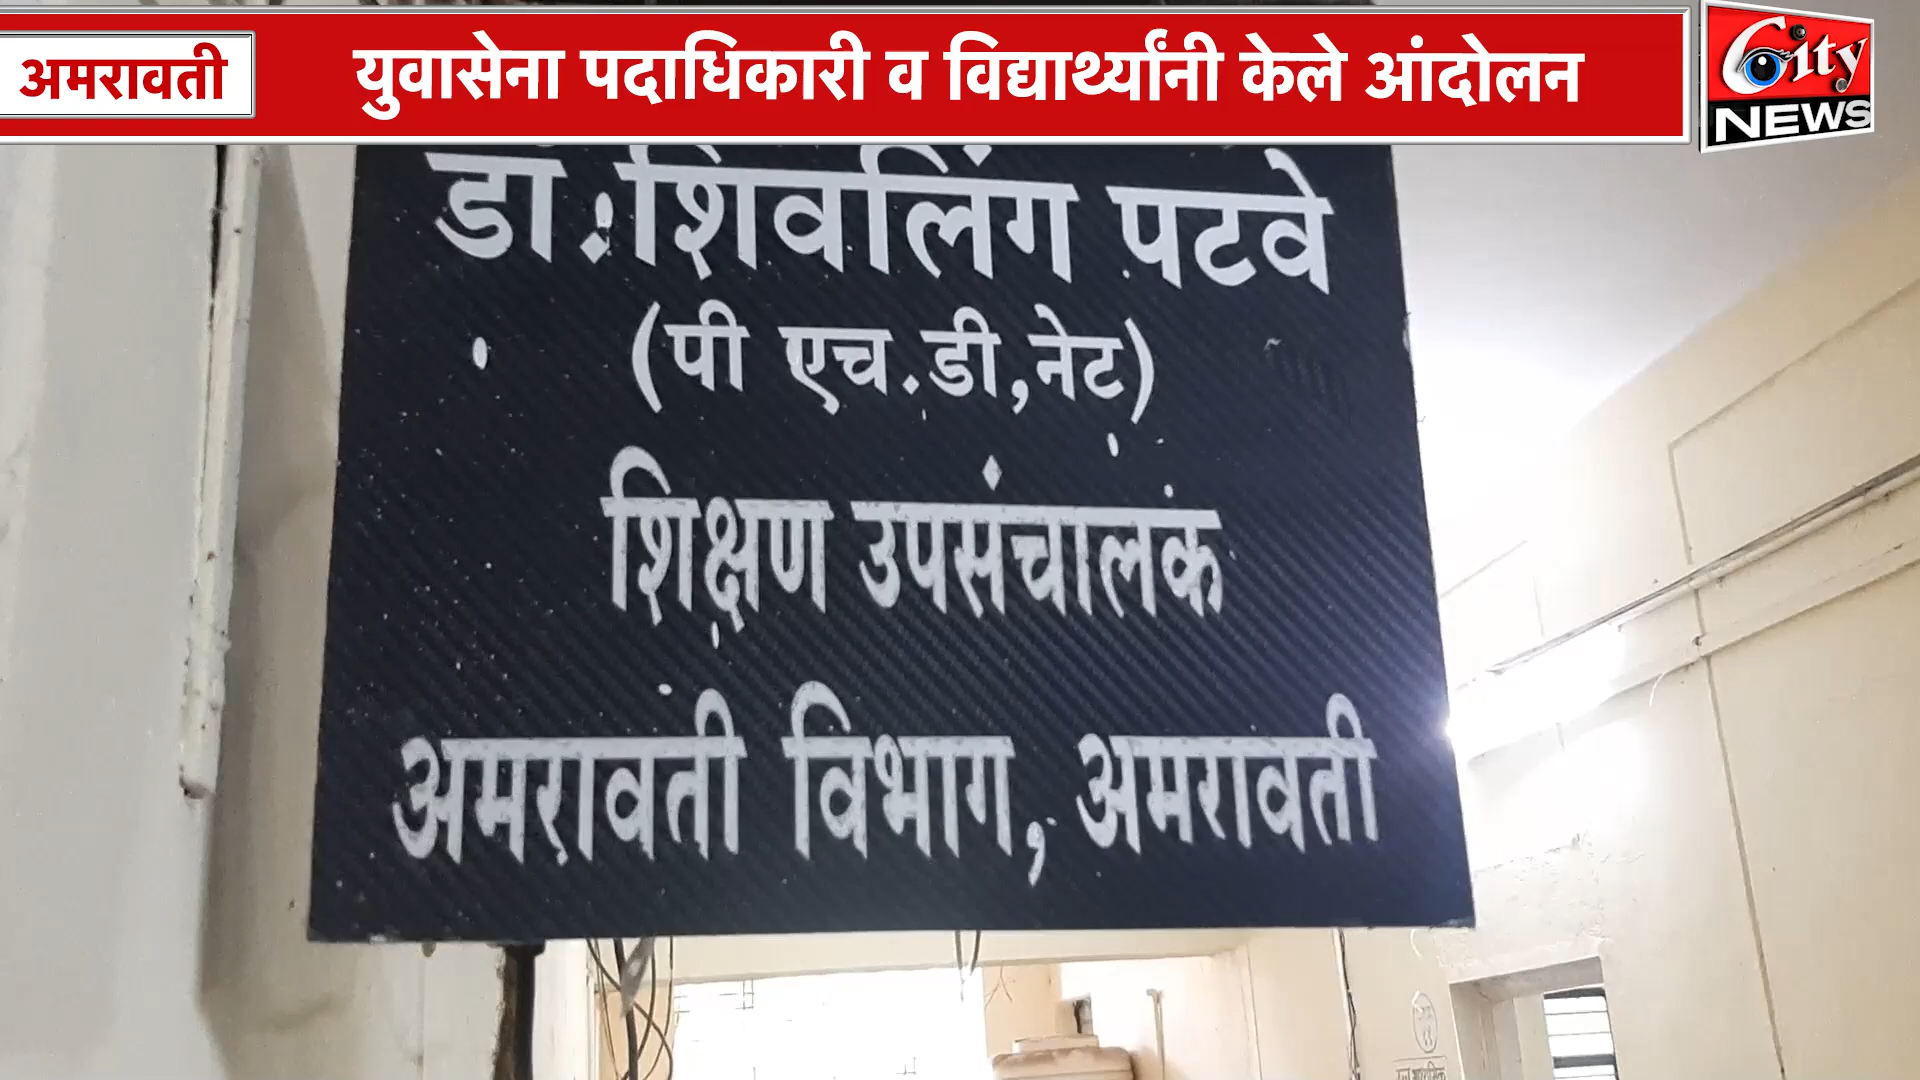 अमरावती
युवासेना पदाधिकारी व विद्यार्थ्यांनी केले आंदोलन
City
NEWS
डॉ.शिवलिंग पटवे
(पी एच.डी,नेट)
शिक्षण उपसंचालक
अमरावती विभाग, अमरावती